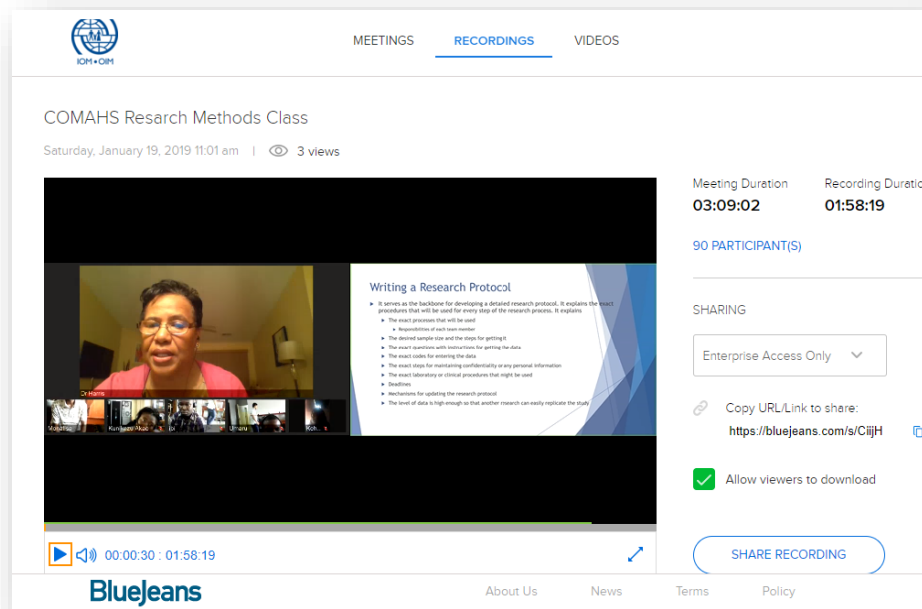 IOM • OIM
MEETINGS RECORDINGS VIDEOS
COMAHS Resarch Methods Class
Saturday, January 19, 2019 11:01 am | 3 views
Meeting Duration Recording Duratio
03:09:02 01:58:19
90 PARTICIPANT(S)
SHARING
Enterprise Access Only
Copy URL/Link to share:
https://bluejeans.com/s/CiijH
Allow viewers to download
SHARE RECORDING
Writing a Research Protocol
It serves as the backbone for developing a detailed research protocol. It explains the exact
procedures that will be used for every step of the research process. It explains
The exact processes that will be used
Responsibilities of each team member
The desired sample size and the steps for getting it
The exact questions with instructions for getting the data
The exact codes for entering the data
The exact steps for maintaining confidentiality or any personal information
The exact laboratory or clinical procedures that might be used
Deadlines
Mechanisms for updating the research protocol
The level of data is high enough so that another research can easily replicate the study
Dr Harris
Umaru
00:00:30 : 01:58:19
BlueJeans
About Us News Terms Policy